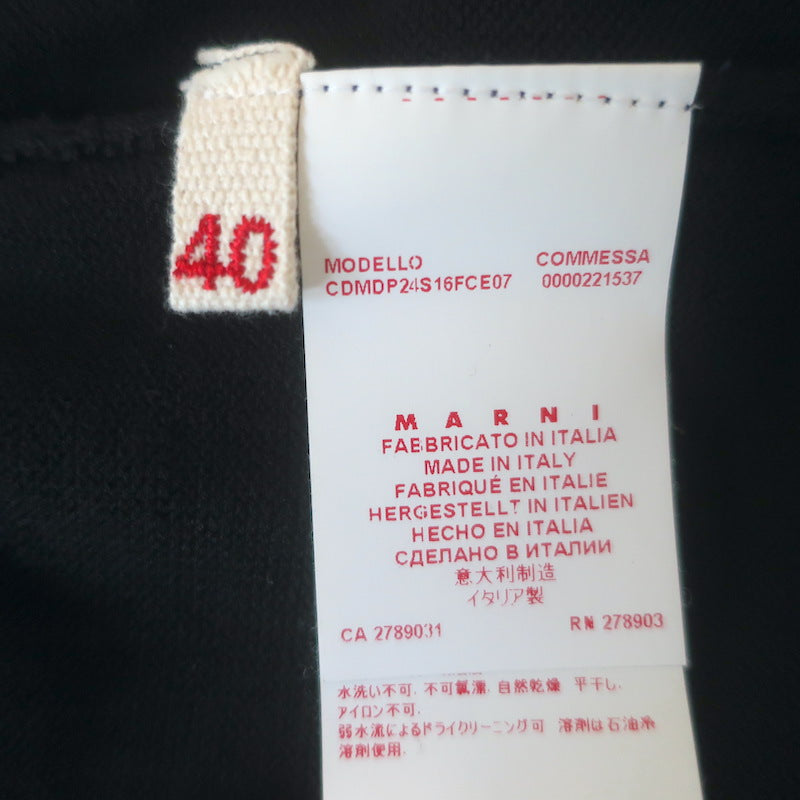 40
MODELLO COMMESSA
CDMDP24S16FCE07 0000221537
MARNI
FABBRICATO IN ITALIA
MADE IN ITALY
FABRIQUÉ EN ITALIE
HERGESTELLT IN ITALIEN
HECHO EN ITALIA
СДЕЛАНО В ИТАЛИИ
意大利制造
イタリア製
CA 2789031 RN 278903
水洗い不可. 不可氯漂. 自然乾燥 平干し.
アイロン不可.
弱水流によるドライクリーニング可 溶剤は石油系
溶剤使用.